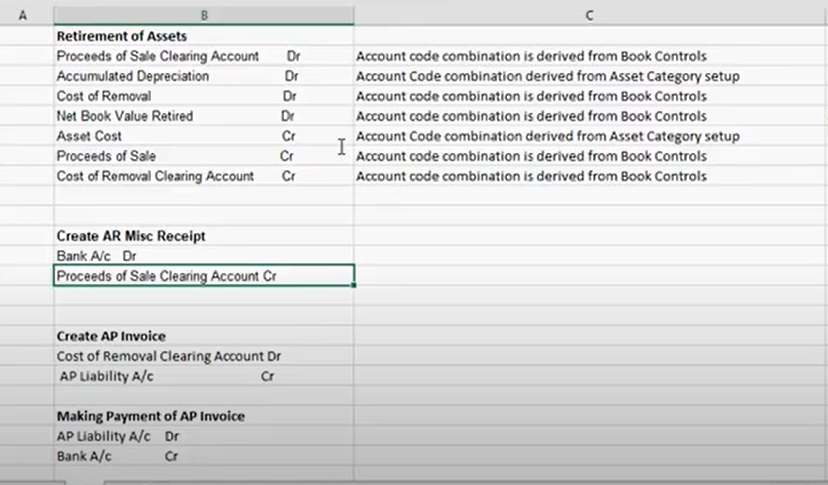 A B C
Retirement of Assets
Proceeds of Sale Clearing Account Dr Account code combination is derived from Book Controls
Accumulated Depreciation Dr Account Code combination derived from Asset Category setup
Cost of Removal Dr Account code combination is derived from Book Controls
Net Book Value Retired Dr Account code combination is derived from Book Controls
Asset Cost Cr Account Code combination derived from Asset Category setup
Proceeds of Sale Cr Account code combination is derived from Book Controls
Cost of Removal Clearing Account Cr Account code combination is derived from Book Controls
Create AR Misc Receipt
Bank A/c Dr
Proceeds of Sale Clearing Account Cr
Create AP Invoice
Cost of Removal Clearing Account Dr
AP Liability A/c Cr
Making Payment of AP Invoice
AP Liability A/c Dr
Bank A/c Cr